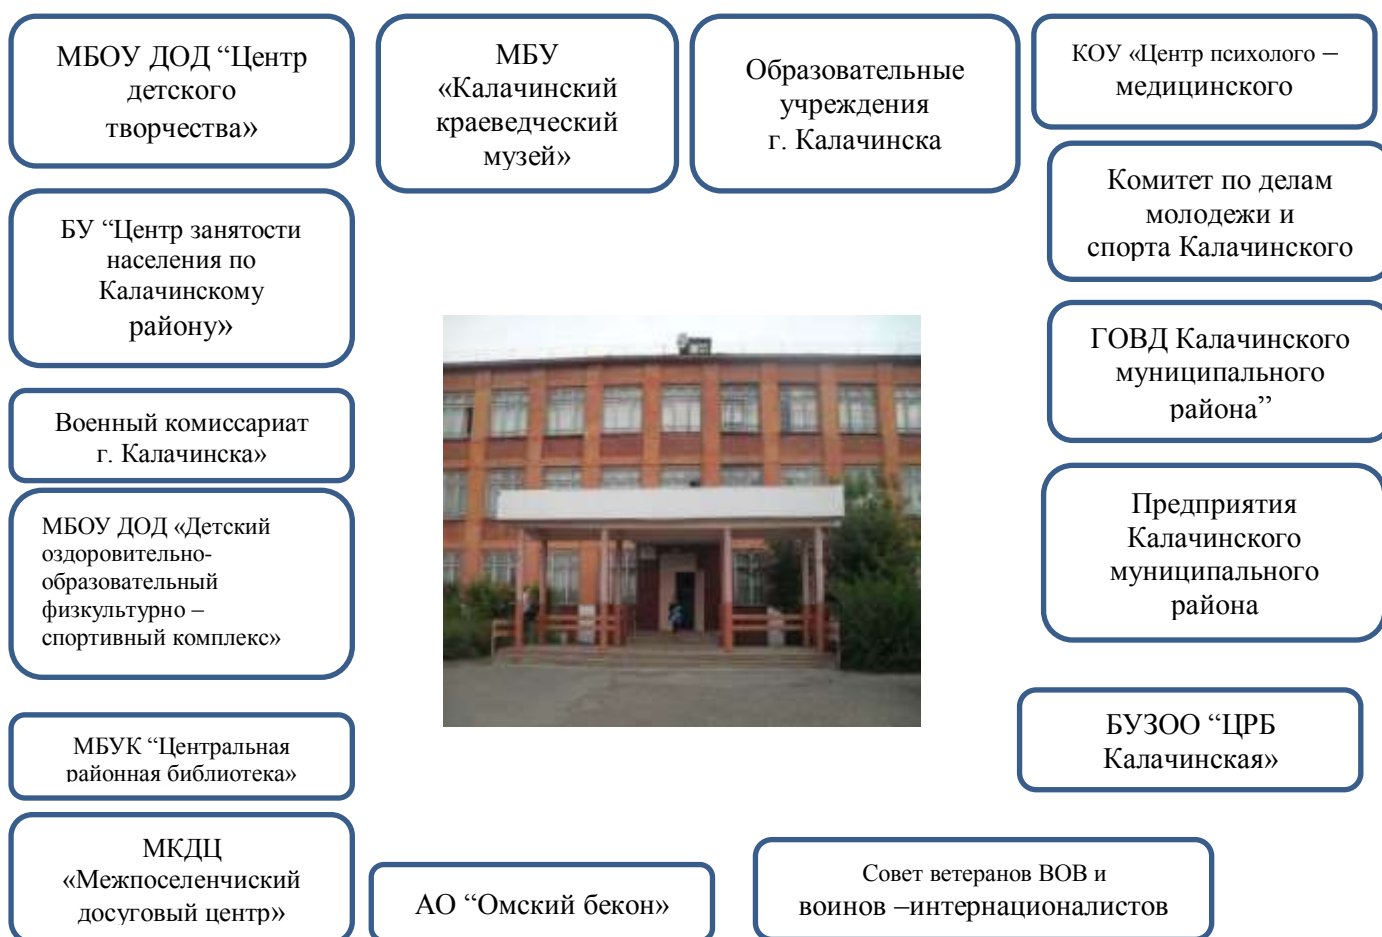 МБОУ ДОД “Центр
детского
творчества»
МБУ
«Калачинский
краеведческий
музей»
Образовательные
учреждения
г. Калачинска
КОУ «Центр психолого –
медицинского
Комитет по делам
молодежи и
спорта Калачинского
БУ “Центр занятости
населения по
Калачинскому
району»
ГОВД Калачинского
муниципального
района”
Военный комиссариат
г. Калачинска»
МБОУ ДОД «Детский
оздоровительно-
образовательный
физкультурно –
спортивный комплекс»
Предприятия
Калачинского
муниципального
района
МБУК “Центральная
районная библиотека»
БУЗОО “ЦРБ
Калачинская»
МКДЦ
«Межпоселенчиский
досуговый центр»
АО “Омский бекон»
Совет ветеранов ВОВ и
воинов –интернационалистов